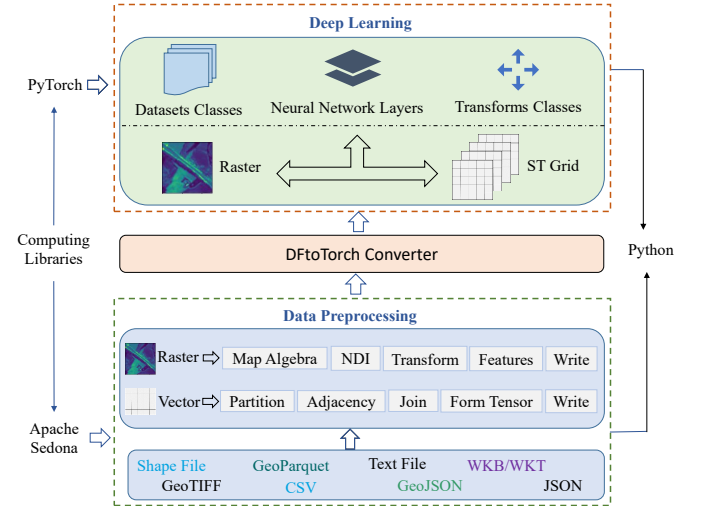 Deep Learning
PyTorch
Datasets Classes
Neural Network Layers
Transforms Classes
Raster
ST Grid
Computing
Libraries
DFtoTorch Converter
Python
Data Preprocessing
Raster
Map Algebra
NDI
Transform
Features
Write
Vector
Partition
Adjacency
Join
Form Tensor
Write
Apache
Sedona
Shape File
GeoParquet
Text File
WKB/WKT
GeoTIFF
CSV
GeoJSON
JSON